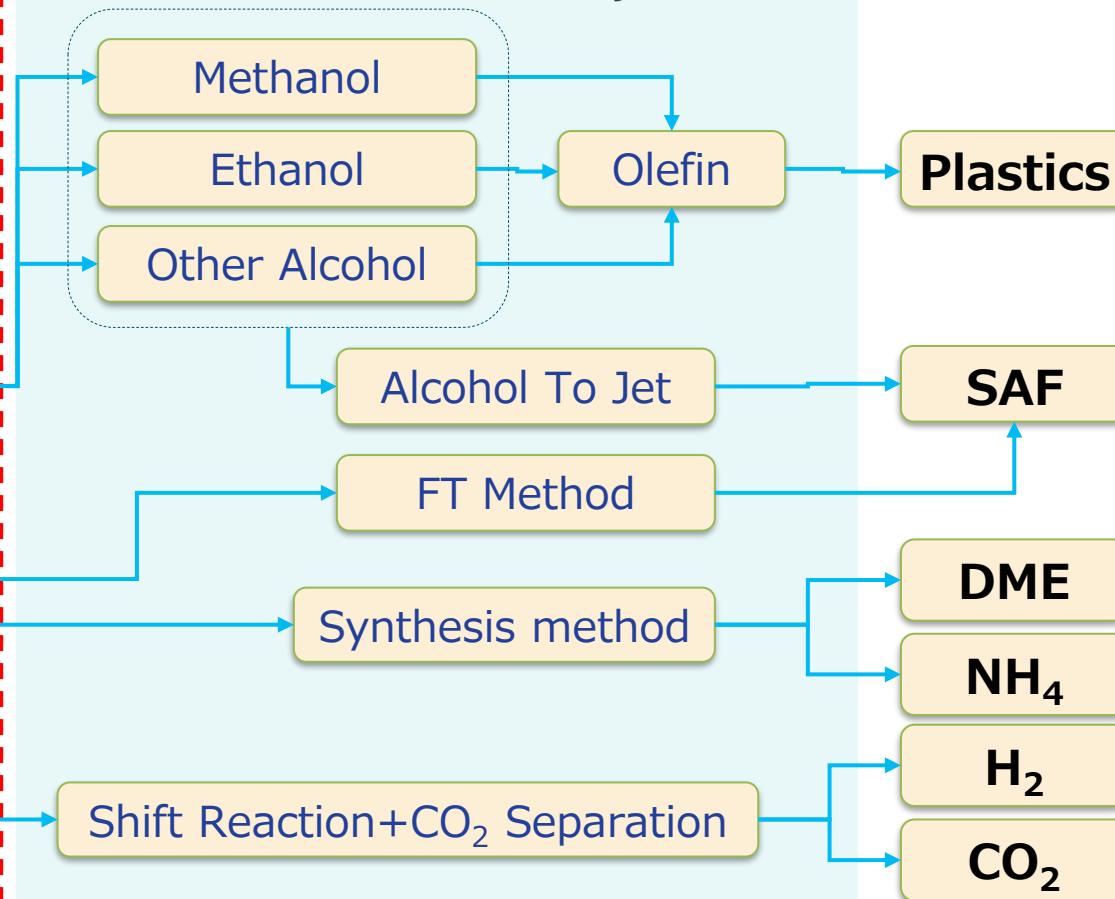 Methanol
Ethanol
Olefin
Plastics
Other Alcohol
Alcohol To Jet
SAF
FT Method
DME
Synthesis method
NH₄
H₂
Shift Reaction+CO₂ Separation
CO₂